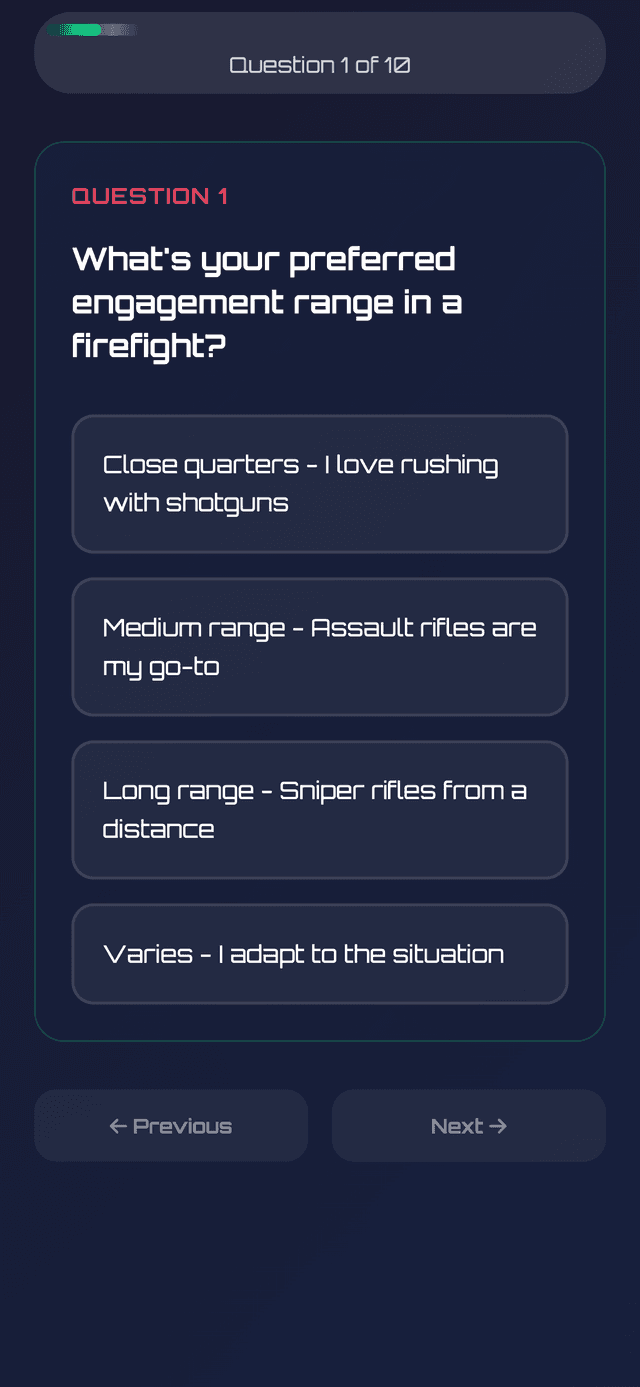 Question 1 of 10
QUESTION 1
What's your preferred
engagement range in a
firefight?
Close quarters - I love rushing
with shotguns
Medium range - Assault rifles are
my go-to
Long range - Sniper rifles from a
distance
Varies - I adapt to the situation
← Previous
Next →